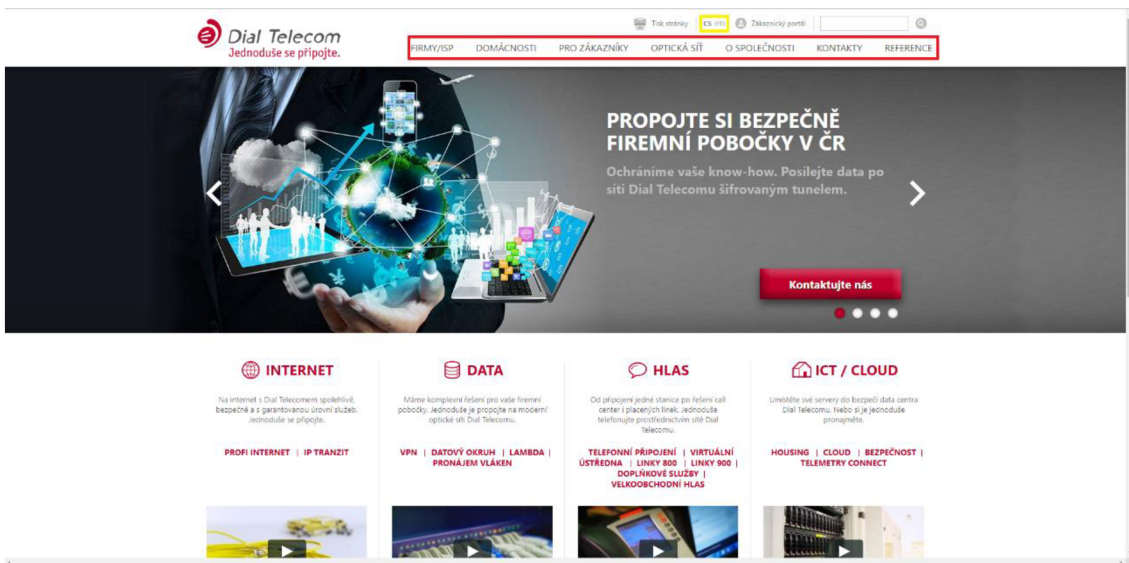 Dial Telecom
Jednoduše se připojte.
Tisk stránky
cs en
Zákaznický portál
FIRMY/ISP DOMÁCNOSTI PRO ZÁKAZNÍKY OPTICKÁ SÍŤ O SPOLEČNOSTI KONTAKTY REFERENCE
PROPOJTE SI BEZPEČNĚ
FIREMNÍ POBOČKY V ČR
Ochráníme vaše know-how. Posílejte data po
síti Dial Telecomu šifrovaným tunelem.
Kontaktujte nás
INTERNET
Na internet s Dial Telecomem spolehlivě,
bezpečně a s garantovanou úrovní služeb.
Jednoduše se připojte.
PROFI INTERNET | IP TRANZIT
DATA
Máme komplexní řešení pro vaše firemní
pobočky. Jednoduše je propojte na moderní
optické síti Dial Telecomu.
VPN | DATOVÝ OKRUH | LAMBDA |
PRONÁJEM VLÁKEN
HLAS
Od připojení jedné stanice po řešení call
center i placených linek. Jednoduše
telefonujte prostřednictvím sítě Dial
Telecomu.
TELEFONNÍ PŘIPOJENÍ | VIRTUÁLNÍ
ÚSTŘEDNA | LINKY 800 | LINKY 900 |
DOPLŇKOVÉ SLUŽBY |
VELKOOBCHODNÍ HLAS
ICT / CLOUD
Umístěte své servery do bezpečí data centra
Dial Telecomu. Nebo si je jednoduše
pronajměte.
HOUSING | CLOUD | BEZPEČNOST |
TELEMETRY CONNECT